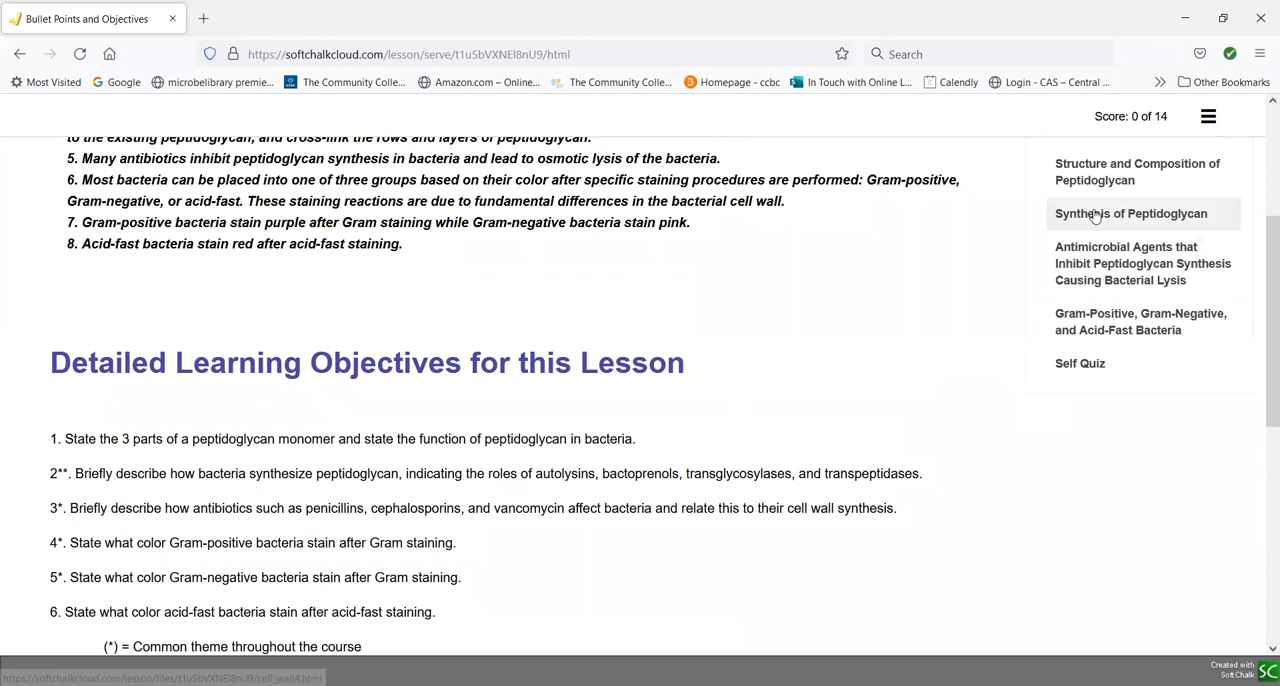 Bullet Points and Objectives
https://softchalkcloud.com/lesson/serve/t1u5bVXNEl8nU9/html
Search
Most Visited
Google
microbelibrary premie...
The Community Colle...
Amazon.com – Online...
The Community Colle...
Homepage - ccbc
In Touch with Online L...
Calendly
Login - CAS – Central ...
Other Bookmarks
Score: 0 of 14
to the existing peptidoglycan, and cross-link the rows and layers of peptidoglycan.
5. Many antibiotics inhibit peptidoglycan synthesis in bacteria and lead to osmotic lysis of the bacteria.
6. Most bacteria can be placed into one of three groups based on their color after specific staining procedures are performed: Gram-positive,
Gram-negative, or acid-fast. These staining reactions are due to fundamental differences in the bacterial cell wall.
7. Gram-positive bacteria stain purple after Gram staining while Gram-negative bacteria stain pink.
8. Acid-fast bacteria stain red after acid-fast staining.
Structure and Composition of
Peptidoglycan
Synthesis of Peptidoglycan
Antimicrobial Agents that
Inhibit Peptidoglycan Synthesis
Causing Bacterial Lysis
Gram-Positive, Gram-Negative,
and Acid-Fast Bacteria
Self Quiz
Detailed Learning Objectives for this Lesson
1. State the 3 parts of a peptidoglycan monomer and state the function of peptidoglycan in bacteria.
2**. Briefly describe how bacteria synthesize peptidoglycan, indicating the roles of autolysins, bactoprenols, transglycosylases, and transpeptidases.
3*. Briefly describe how antibiotics such as penicillins, cephalosporins, and vancomycin affect bacteria and relate this to their cell wall synthesis.
4*. State what color Gram-positive bacteria stain after Gram staining.
5*. State what color Gram-negative bacteria stain after Gram staining.
6. State what color acid-fast bacteria stain after acid-fast staining.
(*) = Common theme throughout the course
https://softchalkcloud.com/lesson/files/t1u5bVXNEl8nU9/cell_wall4.html
Created with
SoftChalk
SC